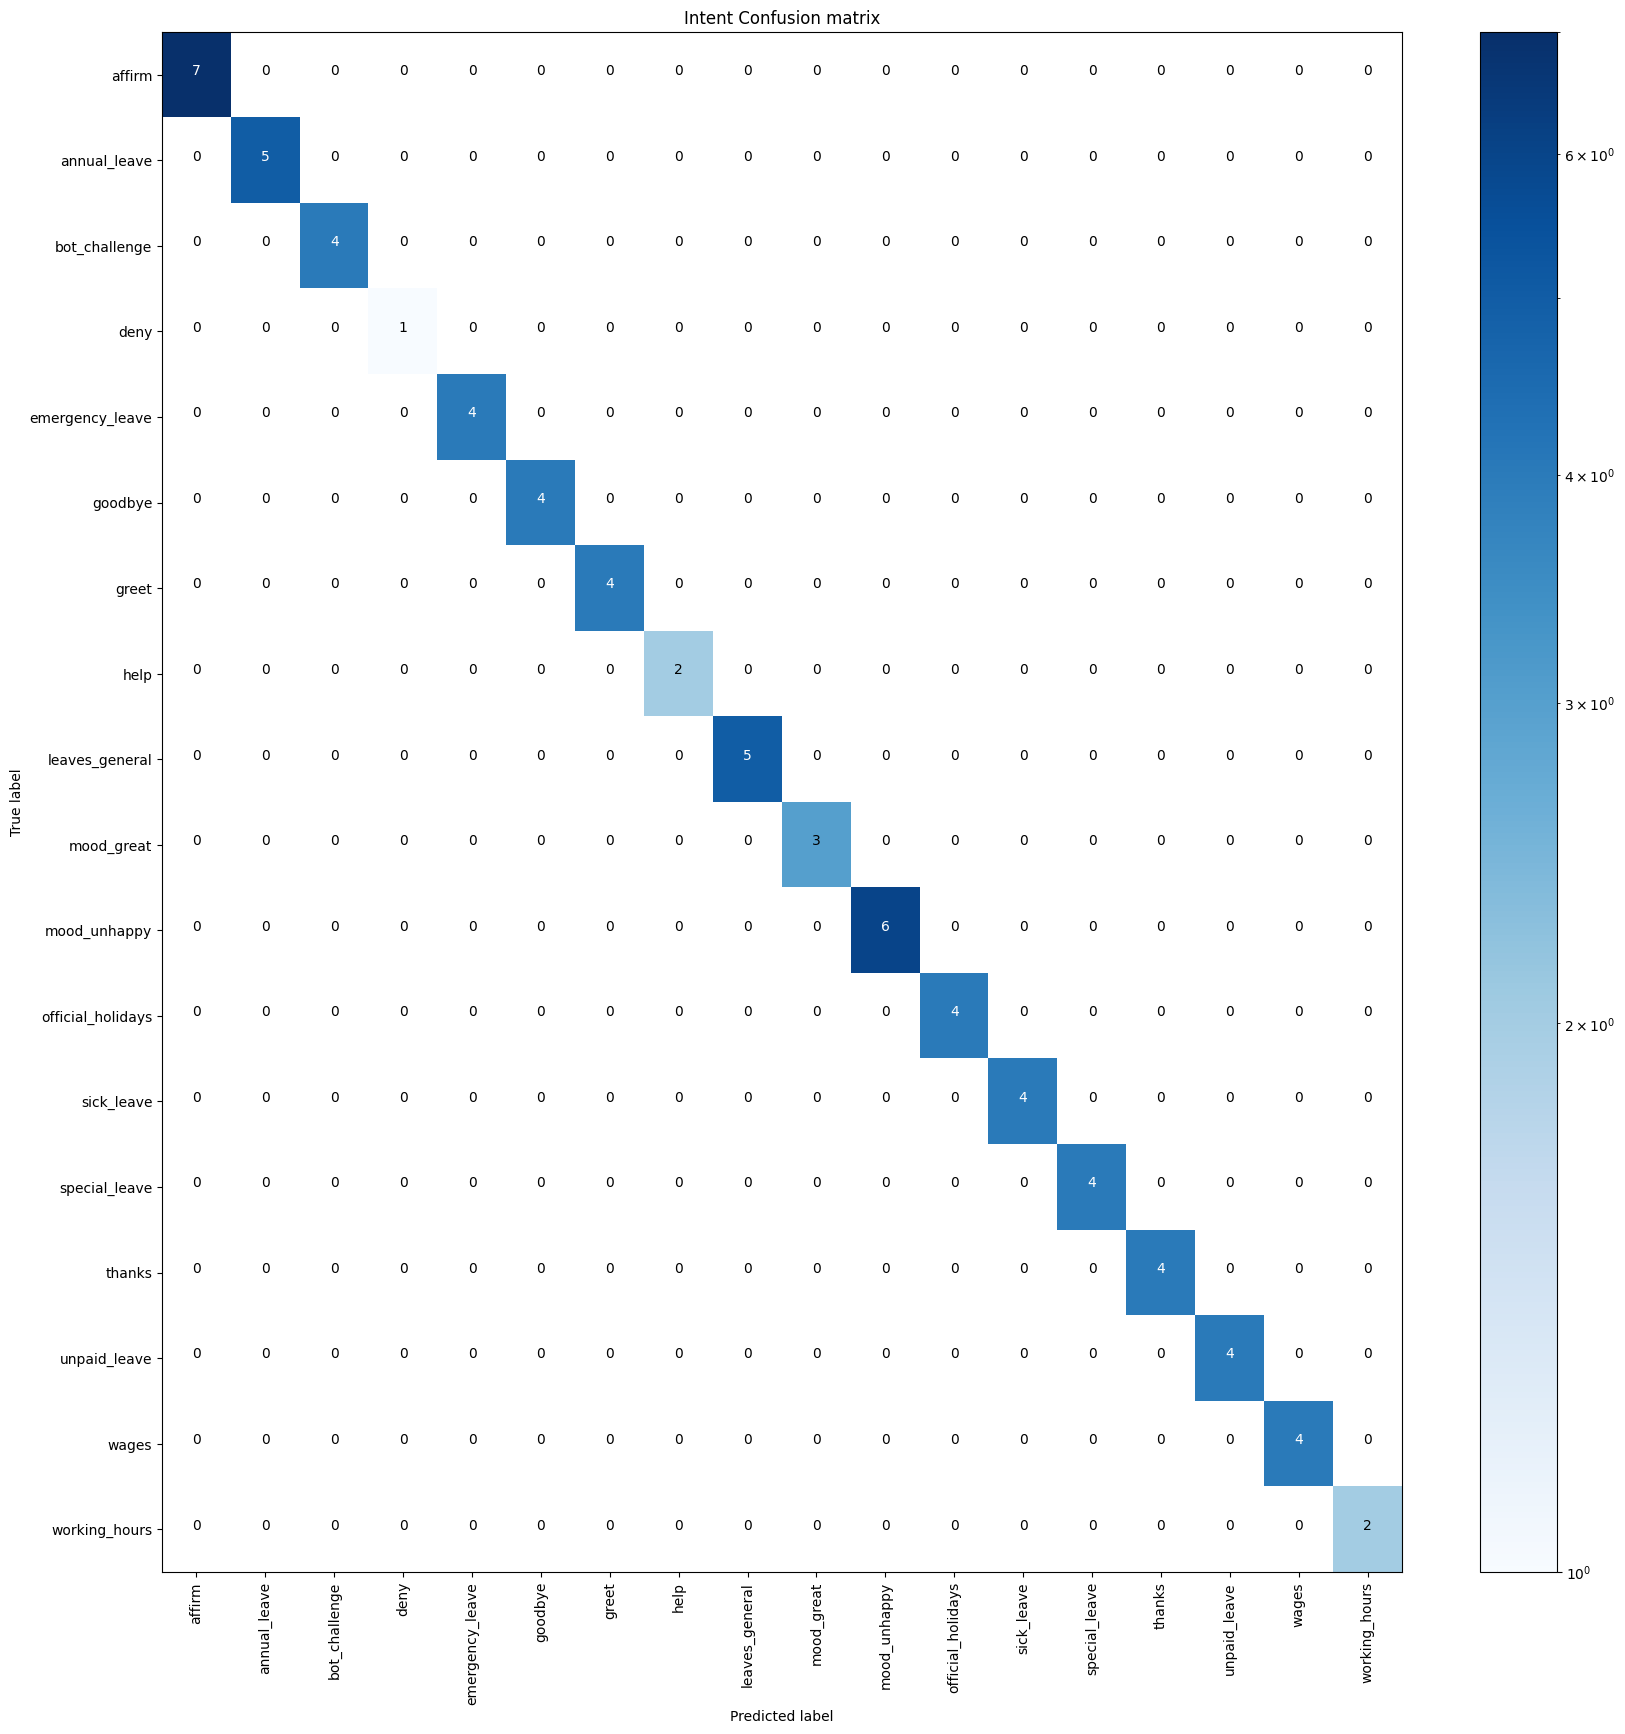 Intent Confusion matrix
affirm 7 0 0 0 0 0 0 0 0 0 0 0 0 0 0 0 0 0
annual_leave 0 5 0 0 0 0 0 0 0 0 0 0 0 0 0 0 0 0
6 × 10⁰
bot_challenge 0 0 4 0 0 0 0 0 0 0 0 0 0 0 0 0 0 0
deny 0 0 0 1 0 0 0 0 0 0 0 0 0 0 0 0 0 0
emergency_leave 0 0 0 0 4 0 0 0 0 0 0 0 0 0 0 0 0 0
4 × 10⁰
goodbye 0 0 0 0 0 4 0 0 0 0 0 0 0 0 0 0 0 0
greet 0 0 0 0 0 0 4 0 0 0 0 0 0 0 0 0 0 0
help 0 0 0 0 0 0 0 2 0 0 0 0 0 0 0 0 0 0
3 × 10⁰
leaves_general 0 0 0 0 0 0 0 0 5 0 0 0 0 0 0 0 0 0
True label
mood_great 0 0 0 0 0 0 0 0 0 3 0 0 0 0 0 0 0 0
mood_unhappy 0 0 0 0 0 0 0 0 0 0 6 0 0 0 0 0 0 0
official_holidays 0 0 0 0 0 0 0 0 0 0 0 4 0 0 0 0 0 0
2 × 10⁰
sick_leave 0 0 0 0 0 0 0 0 0 0 0 0 4 0 0 0 0 0
special_leave 0 0 0 0 0 0 0 0 0 0 0 0 0 4 0 0 0 0
thanks 0 0 0 0 0 0 0 0 0 0 0 0 0 0 4 0 0 0
unpaid_leave 0 0 0 0 0 0 0 0 0 0 0 0 0 0 0 4 0 0
wages 0 0 0 0 0 0 0 0 0 0 0 0 0 0 0 0 4 0
working_hours 0 0 0 0 0 0 0 0 0 0 0 0 0 0 0 0 0 2
10⁰
affirm
annual_leave
bot_challenge
deny
emergency_leave
goodbye
greet
help
leaves_general
mood_great
mood_unhappy
official_holidays
sick_leave
special_leave
thanks
unpaid_leave
wages
working_hours
Predicted label